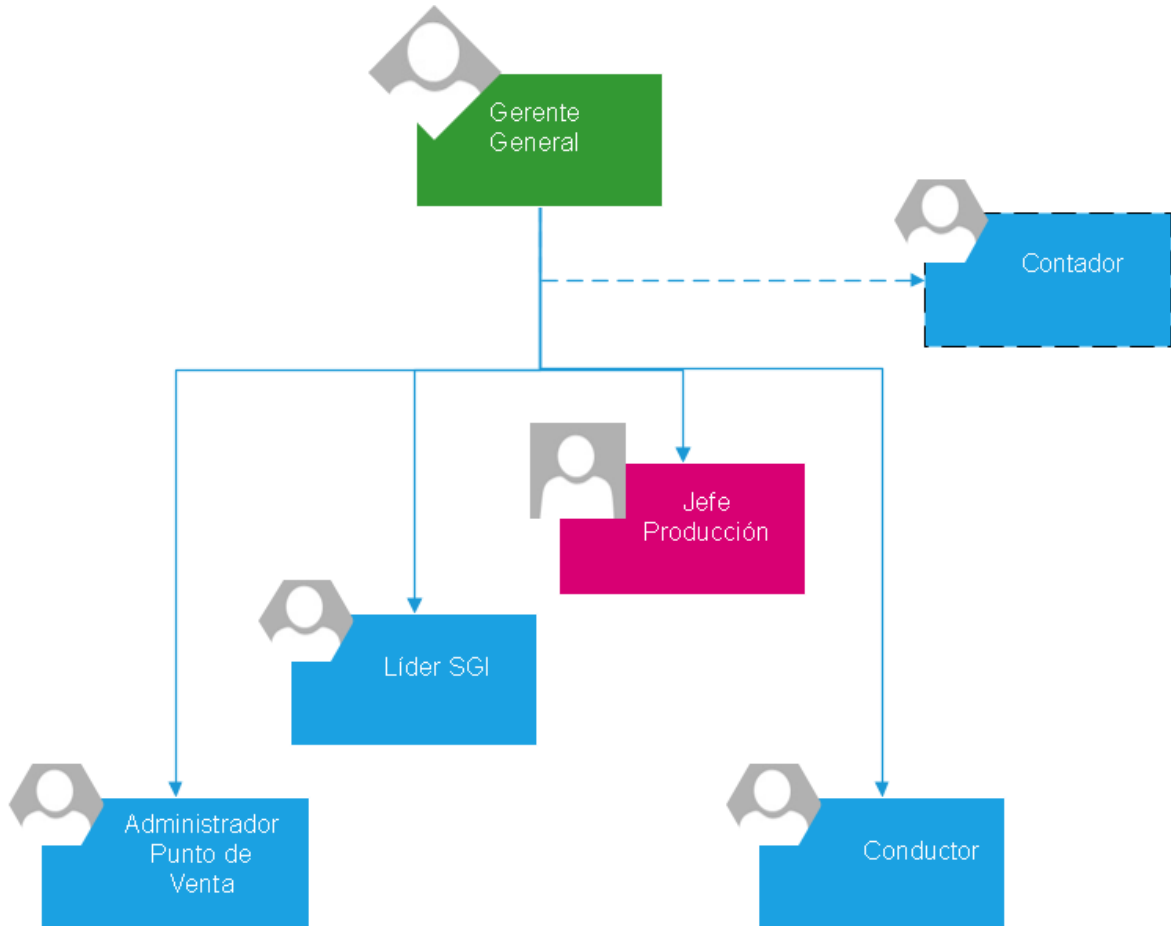 Gerente
General
Contador
Jefe
Producción
Líder SGI
Administrador
Punto de
Venta
Conductor